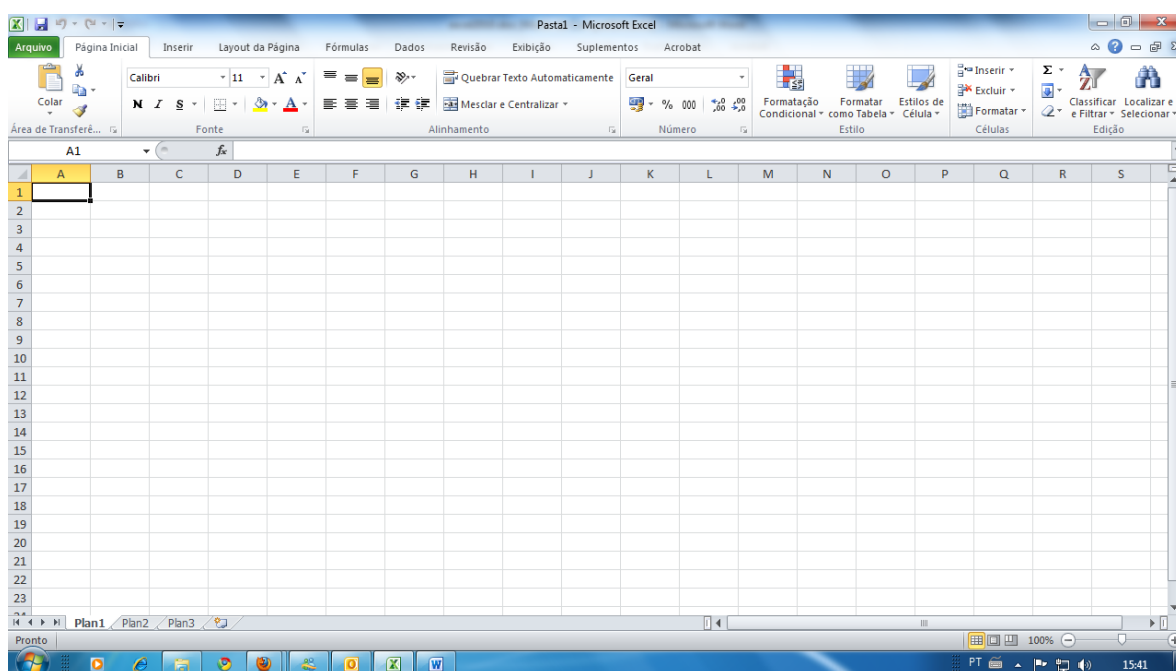 Pasta1 - Microsoft Excel
Arquivo Página Inicial Inserir Layout da Página Fórmulas Dados Revisão Exibição Suplementos Acrobat
Colar
Calibri 11
Quebrar Texto Automaticamente
Geral
Inserir
Excluir
Formatar
N I S
Mesclar e Centralizar
% 000
Formatação Condicional
Formatar como Tabela
Estilos de Célula
Classificar e Filtrar
Localizar e Selecionar
Área de Transferê... Fonte Alinhamento Número Estilo Células Edição
A1 fx
A B C D E F G H I J K L M N O P Q R S
1
2
3
4
5
6
7
8
9
10
11
12
13
14
15
16
17
18
19
20
21
22
23
Plan1 Plan2 Plan3
Pronto 100%
PT 15:41